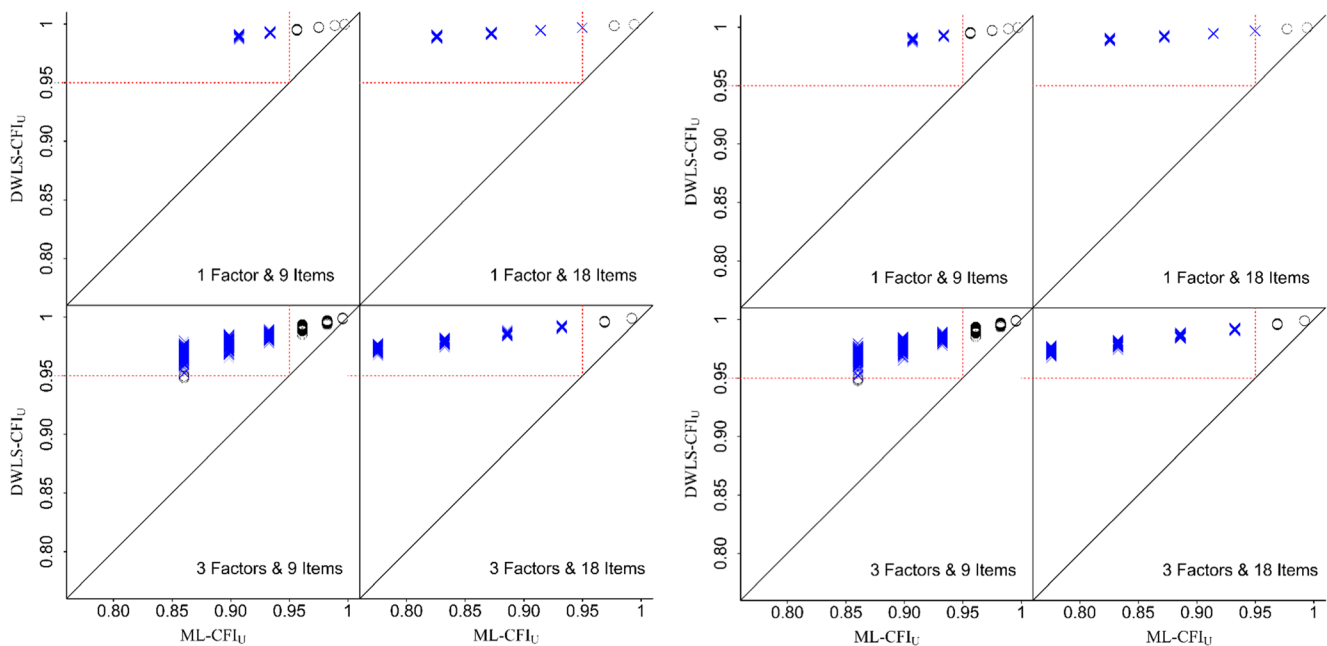 1
0.95
0.90
0.85
0.80
DWLS-CFIU
1 Factor & 9 Items
1 Factor & 18 Items
1
0.95
0.90
0.85
0.80
DWLS-CFIU
3 Factors & 9 Items
3 Factors & 18 Items
0.80 0.85 0.90 0.95 1
0.80 0.85 0.90 0.95 1
ML-CFIU
ML-CFIU
1
0.95
0.90
0.85
0.80
DWLS-CFIU
1 Factor & 9 Items
1 Factor & 18 Items
1
0.95
0.90
0.85
0.80
DWLS-CFIU
3 Factors & 9 Items
3 Factors & 18 Items
0.80 0.85 0.90 0.95 1
0.80 0.85 0.90 0.95 1
ML-CFIU
ML-CFIU